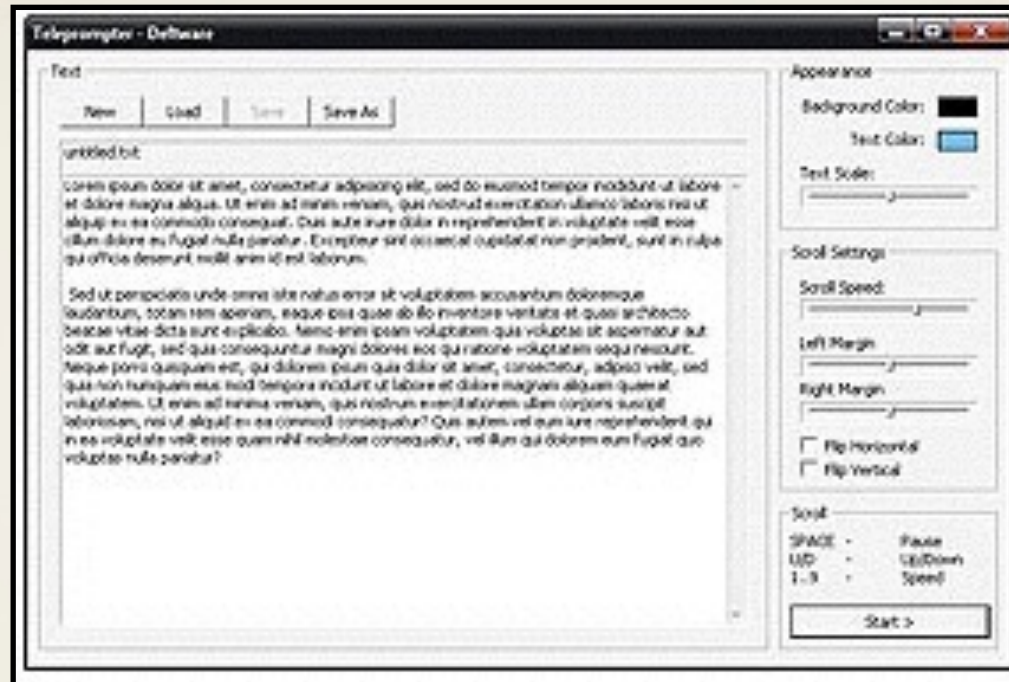 Teleprompter - Deftware
Text
New Load Save Save As
untitled.txt
Lorem ipsum dolor sit amet, consectetur adipisicing elit, sed do eiusmod tempor incididunt ut labore
et dolore magna aliqua. Ut enim ad minim veniam, quis nostrud exercitation ullamco laboris nisi ut
aliquip ex ea commodo consequat. Duis aute irure dolor in reprehenderit in voluptate velit esse
cillum dolore eu fugiat nulla pariatur. Excepteur sint occaecat cupidatat non proident, sunt in culpa
qui officia deserunt mollit anim id est laborum.
Sed ut perspiciatis unde omnis iste natus error sit voluptatem accusantium doloremque
laudantium, totam rem aperiam, eaque ipsa quae ab illo inventore veritatis et quasi architecto
beatae vitae dicta sunt explicabo. Nemo enim ipsam voluptatem quia voluptas sit aspernatur aut
odit aut fugit, sed quia consequuntur magni dolores eos qui ratione voluptatem sequi nesciunt.
Neque porro quisquam est, qui dolorem ipsum quia dolor sit amet, consectetur, adipisci velit, sed
quia non numquam eius modi tempora incidunt ut labore et dolore magnam aliquam quaerat
voluptatem. Ut enim ad minima veniam, quis nostrum exercitationem ullam corporis suscipit
laboriosam, nisi ut aliquid ex ea commodi consequatur? Quis autem vel eum iure reprehenderit qui
in ea voluptate velit esse quam nihil molestiae consequatur, vel illum qui dolorem eum fugiat quo
voluptas nulla pariatur?
Appearance
Background Color:
Text Color:
Text Scale:
Scroll Settings
Scroll Speed:
Left Margin
Right Margin
Flip Horizontal
Flip Vertical
Scroll
SPACE - Pause
U/D - Up/Down
1..9 - Speed
Start >